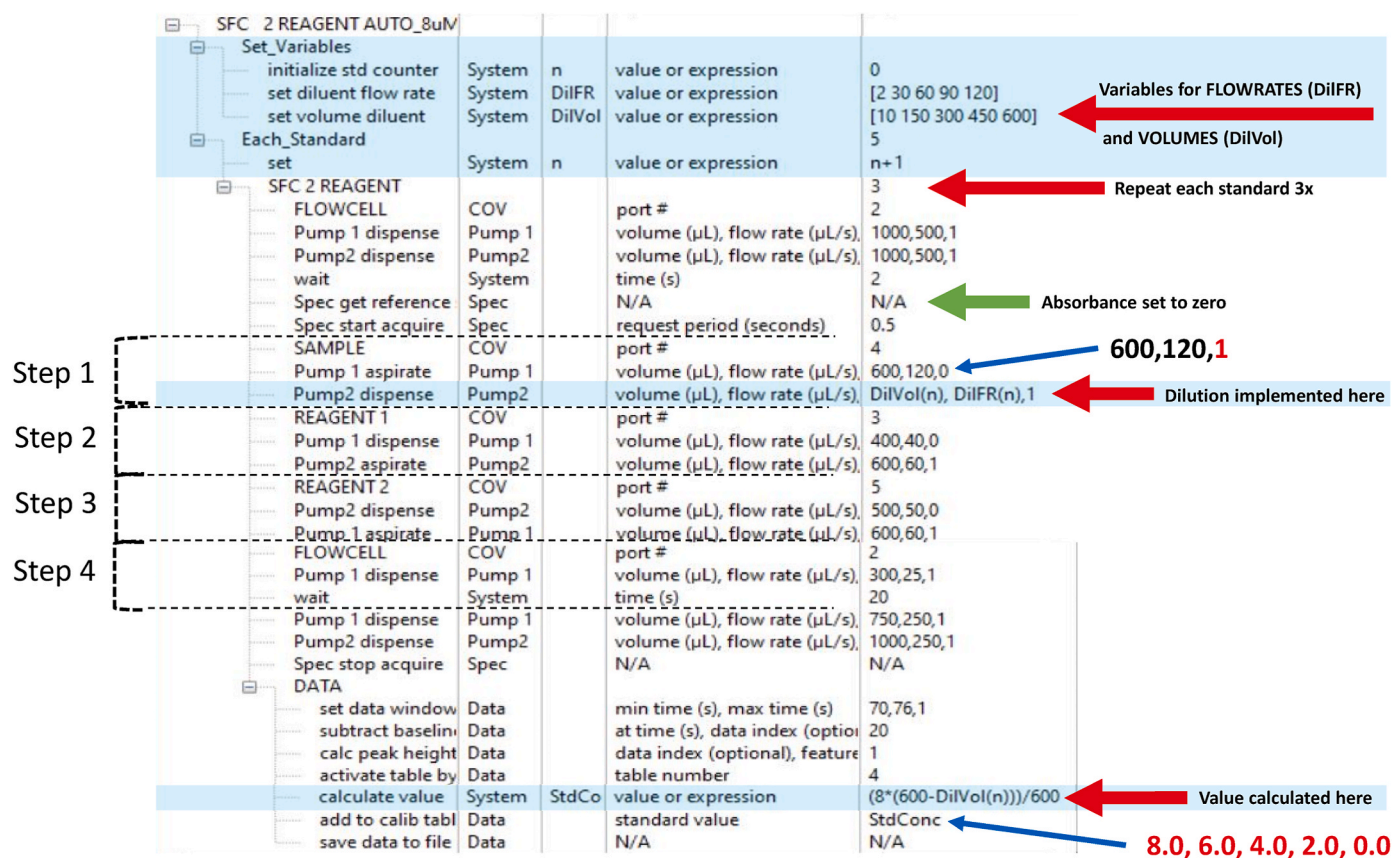 SFC 2 REAGENT AUTO_8uM
Set_Variables
initialize std counter System n value or expression 0
set diluent flow rate System DilFR value or expression [2 30 60 90 120] Variables for FLOWRATES (DilFR)
set volume diluent System DilVol value or expression [10 150 300 450 600]
Each_Standard 5 and VOLUMES (DilVol)
set System n value or expression n+1
SFC 2 REAGENT 3 Repeat each standard 3x
FLOWCELL COV port # 2
Pump 1 dispense Pump 1 volume (µL), flow rate (µL/s), 1000,500,1
Pump2 dispense Pump2 volume (µL), flow rate (µL/s), 1000,500,1
wait System time (s) 2
Spec get reference Spec N/A N/A Absorbance set to zero
Spec start acquire Spec request period (seconds) 0.5
Step 1
SAMPLE COV port # 4 600,120,1
Pump 1 aspirate Pump 1 volume (µL), flow rate (µL/s), 600,120,0
Pump2 dispense Pump2 volume (µL), flow rate (µL/s), DilVol(n), DilFR(n),1 Dilution implemented here
Step 2
REAGENT 1 COV port # 3
Pump 1 dispense Pump 1 volume (µL), flow rate (µL/s), 400,40,0
Pump2 aspirate Pump2 volume (µL), flow rate (µL/s), 600,60,1
Step 3
REAGENT 2 COV port # 5
Pump2 dispense Pump2 volume (µL), flow rate (µL/s), 500,50,0
Pump 1 aspirate Pump 1 volume (µL), flow rate (µL/s), 600,60,1
Step 4
FLOWCELL COV port # 2
Pump 1 dispense Pump 1 volume (µL), flow rate (µL/s), 300,25,1
wait System time (s) 20
Pump 1 dispense Pump 1 volume (µL), flow rate (µL/s), 750,250,1
Pump2 dispense Pump2 volume (µL), flow rate (µL/s), 1000,250,1
Spec stop acquire Spec N/A N/A
DATA
set data window Data min time (s), max time (s) 70,76,1
subtract baselin Data at time (s), data index (optio 20
calc peak height Data data index (optional), feature 1
activate table by Data table number 4
calculate value System StdCo value or expression (8*(600-DilVol(n)))/600 Value calculated here
add to calib tabl Data standard value StdConc
save data to file Data N/A N/A 8.0, 6.0, 4.0, 2.0, 0.0